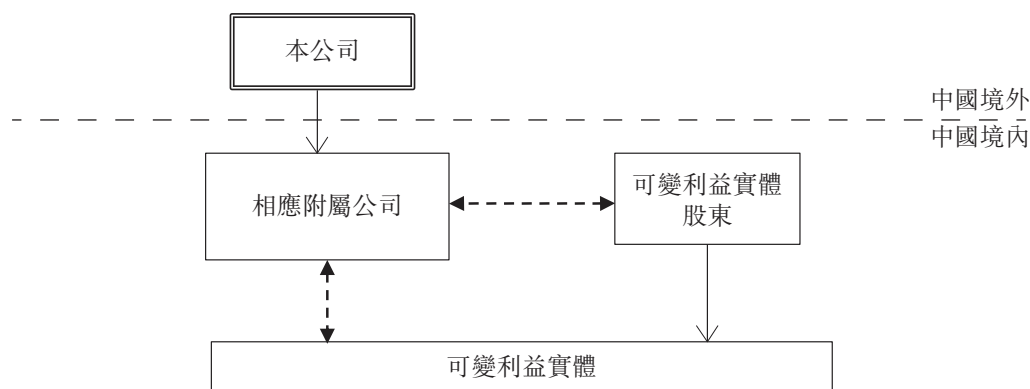 本公司
中國境外
中國境內
相應附屬公司
可變利益實體
股東
可變利益實體